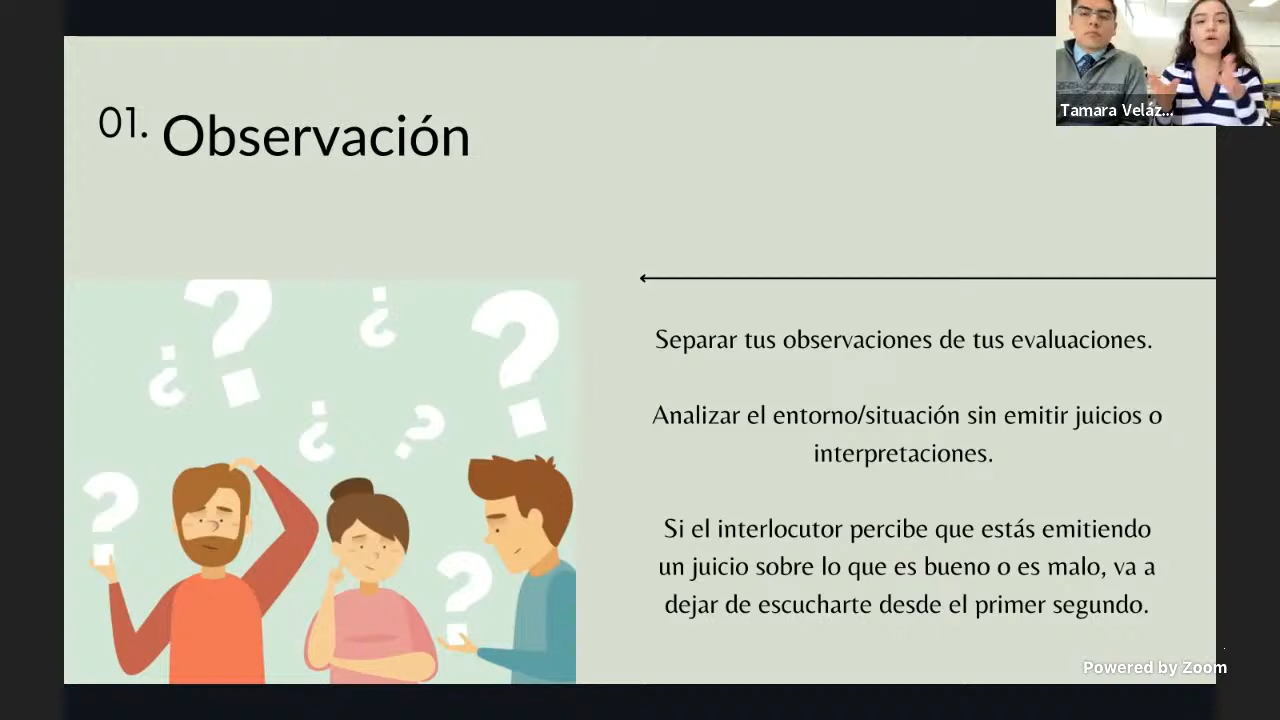 Tamara Veláz...
01. Observación
Separar tus observaciones de tus evaluaciones.
Analizar el entorno/situación sin emitir juicios o
interpretaciones.
Si el interlocutor percibe que estás emitiendo
un juicio sobre lo que es bueno o es malo, va a
dejar de escucharte desde el primer segundo.
Powered by Zoom